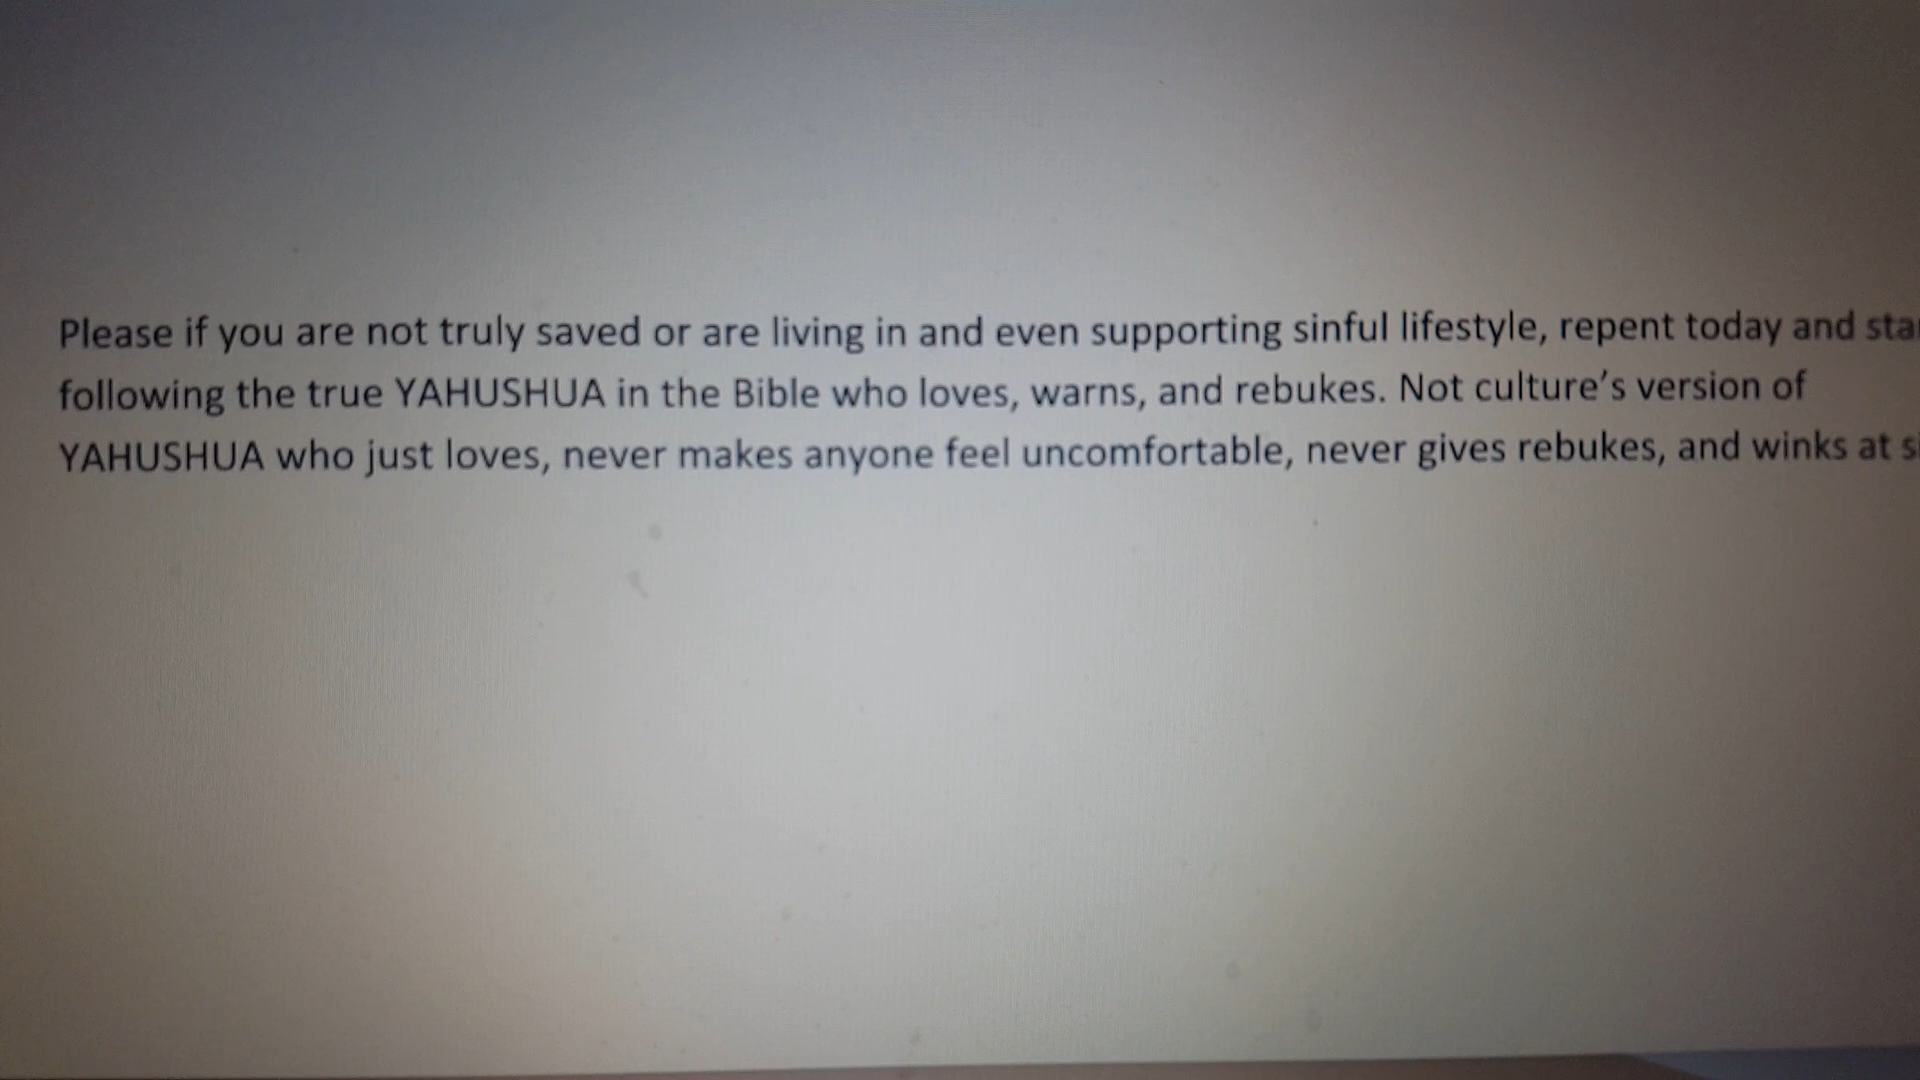 Please if you are not truly saved or are living in and even supporting sinful lifestyle, repent today and
following the true YAHUSHUA in the Bible who loves, warns, and rebukes. Not culture's version of
YAHUSHUA who just loves, never makes anyone feel uncomfortable, never gives rebukes, and winks at